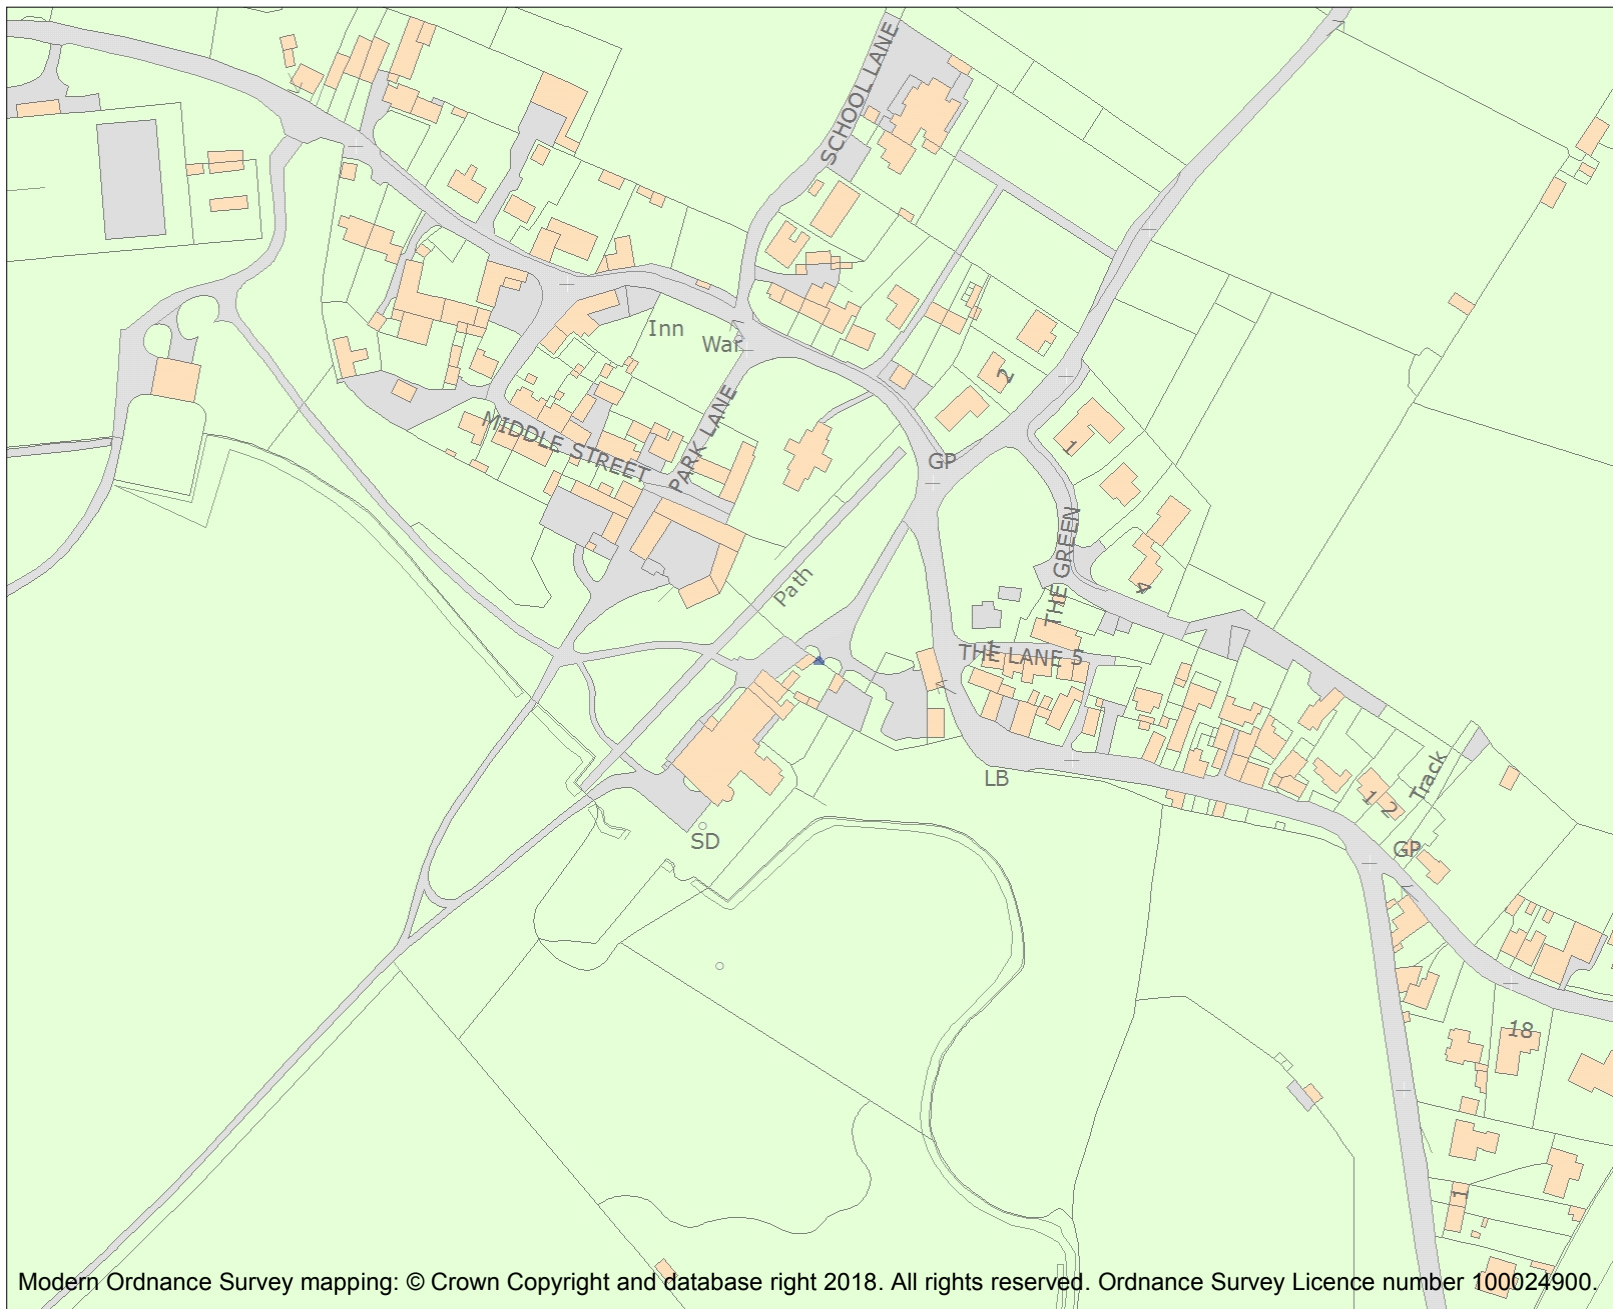 SCHOOL LANE
Inn
War
2
PARK LANE
MIDDLE STREET
1
GP
THE GREEN
Path
4
1
THE LANE 5
LB
Track
1
2
SD
GP
18
1
Modern Ordnance Survey mapping: © Crown Copyright and database right 2018. All rights reserved. Ordnance Survey Licence number 100024900.